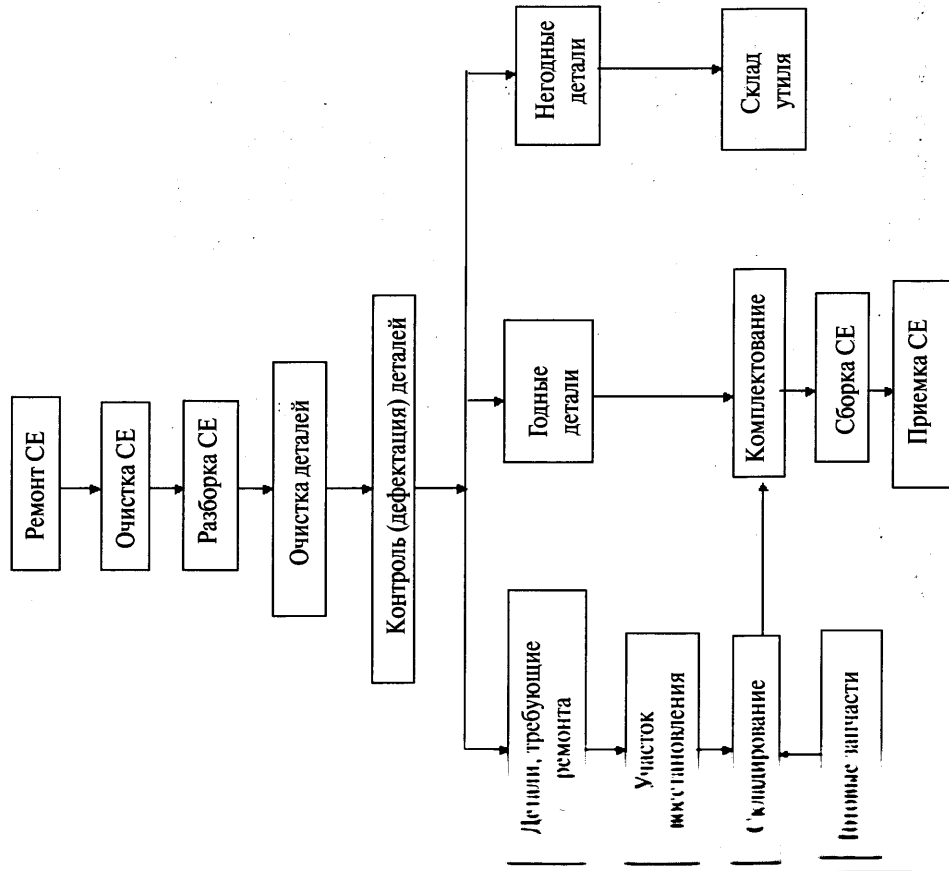 Ремонт СЕ
Очистка СЕ
Разборка СЕ
Очистка деталей
Контроль (дефектация) деталей
Детали, требующие
ремонта
Годные
детали
Негодные
детали
Участок
восстановления
Складирование
Комплектование
Склад
утиля
Новые запчасти
Сборка СЕ
Приемка СЕ